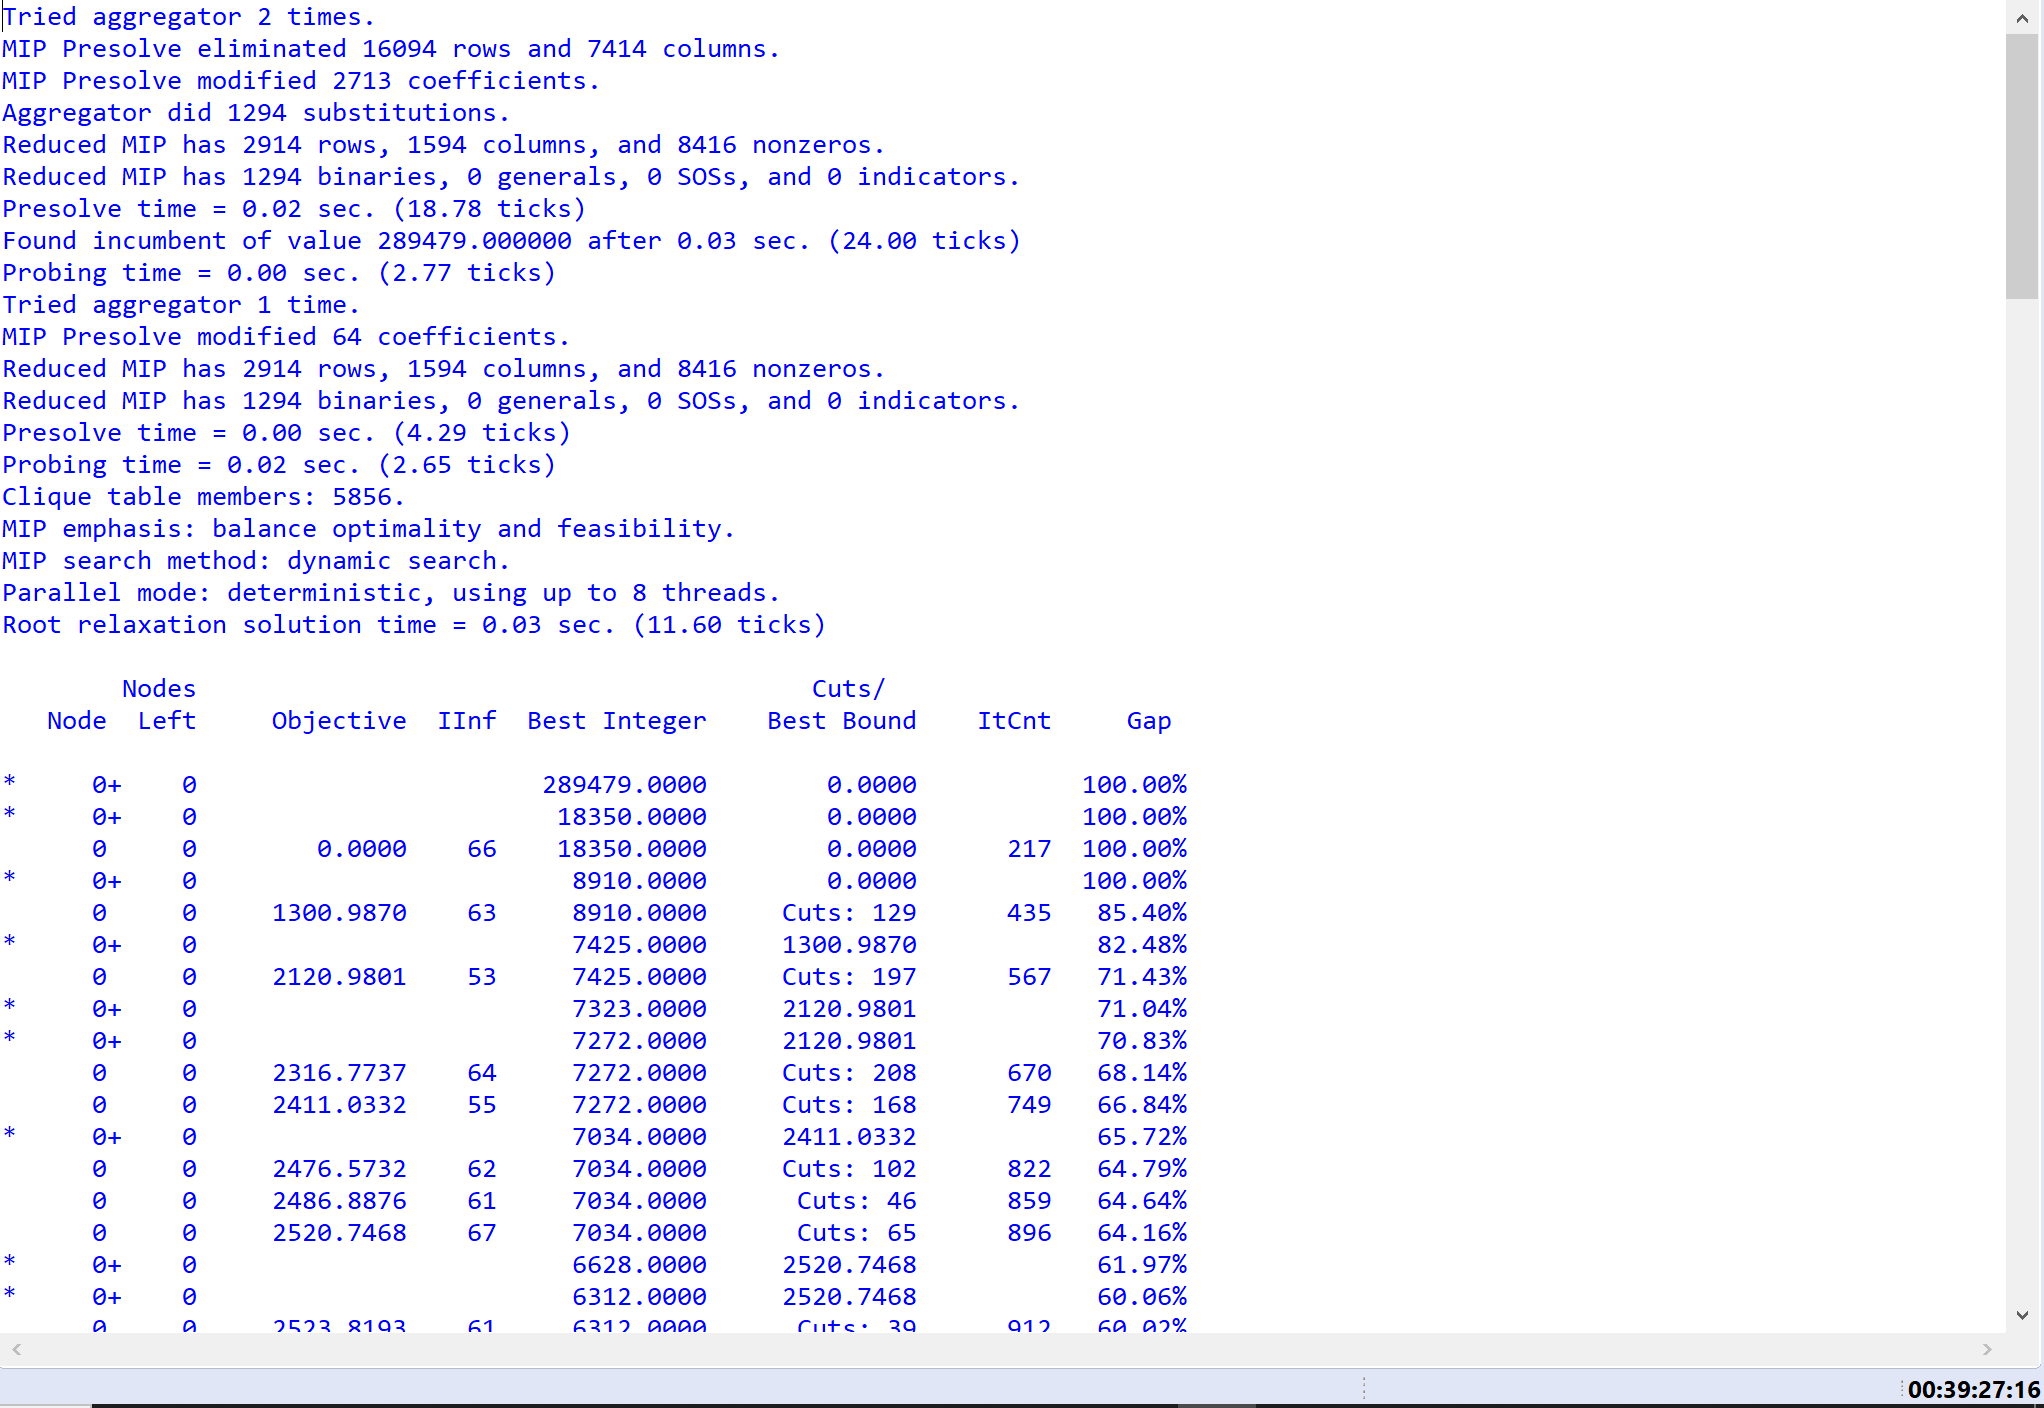 Tried aggregator 2 times.
MIP Presolve eliminated 16094 rows and 7414 columns.
MIP Presolve modified 2713 coefficients.
Aggregator did 1294 substitutions.
Reduced MIP has 2914 rows, 1594 columns, and 8416 nonzeros.
Reduced MIP has 1294 binaries, 0 generals, 0 SOSs, and 0 indicators.
Presolve time = 0.02 sec. (18.78 ticks)
Found incumbent of value 289479.000000 after 0.03 sec. (24.00 ticks)
Probing time = 0.00 sec. (2.77 ticks)
Tried aggregator 1 time.
MIP Presolve modified 64 coefficients.
Reduced MIP has 2914 rows, 1594 columns, and 8416 nonzeros.
Reduced MIP has 1294 binaries, 0 generals, 0 SOSs, and 0 indicators.
Presolve time = 0.00 sec. (4.29 ticks)
Probing time = 0.02 sec. (2.65 ticks)
Clique table members: 5856.
MIP emphasis: balance optimality and feasibility.
MIP search method: dynamic search.
Parallel mode: deterministic, using up to 8 threads.
Root relaxation solution time = 0.03 sec. (11.60 ticks)
Nodes Cuts/
Node Left Objective IInf Best Integer Best Bound ItCnt Gap
* 0+ 0 289479.0000 0.0000 100.00%
* 0+ 0 18350.0000 0.0000 100.00%
0 0 0.0000 66 18350.0000 0.0000 217 100.00%
* 0+ 0 8910.0000 0.0000 100.00%
0 0 1300.9870 63 8910.0000 Cuts: 129 435 85.40%
* 0+ 0 7425.0000 1300.9870 82.48%
0 0 2120.9801 53 7425.0000 Cuts: 197 567 71.43%
* 0+ 0 7323.0000 2120.9801 71.04%
* 0+ 0 7272.0000 2120.9801 70.83%
0 0 2316.7737 64 7272.0000 Cuts: 208 670 68.14%
0 0 2411.0332 55 7272.0000 Cuts: 168 749 66.84%
* 0+ 0 7034.0000 2411.0332 65.72%
0 0 2476.5732 62 7034.0000 Cuts: 102 822 64.79%
0 0 2486.8876 61 7034.0000 Cuts: 46 859 64.64%
0 0 2520.7468 67 7034.0000 Cuts: 65 896 64.16%
* 0+ 0 6628.0000 2520.7468 61.97%
* 0+ 0 6312.0000 2520.7468 60.06%
0 0 2523.8193 61 6312.0000 Cuts: 39 912 60.02%
00:39:27:16